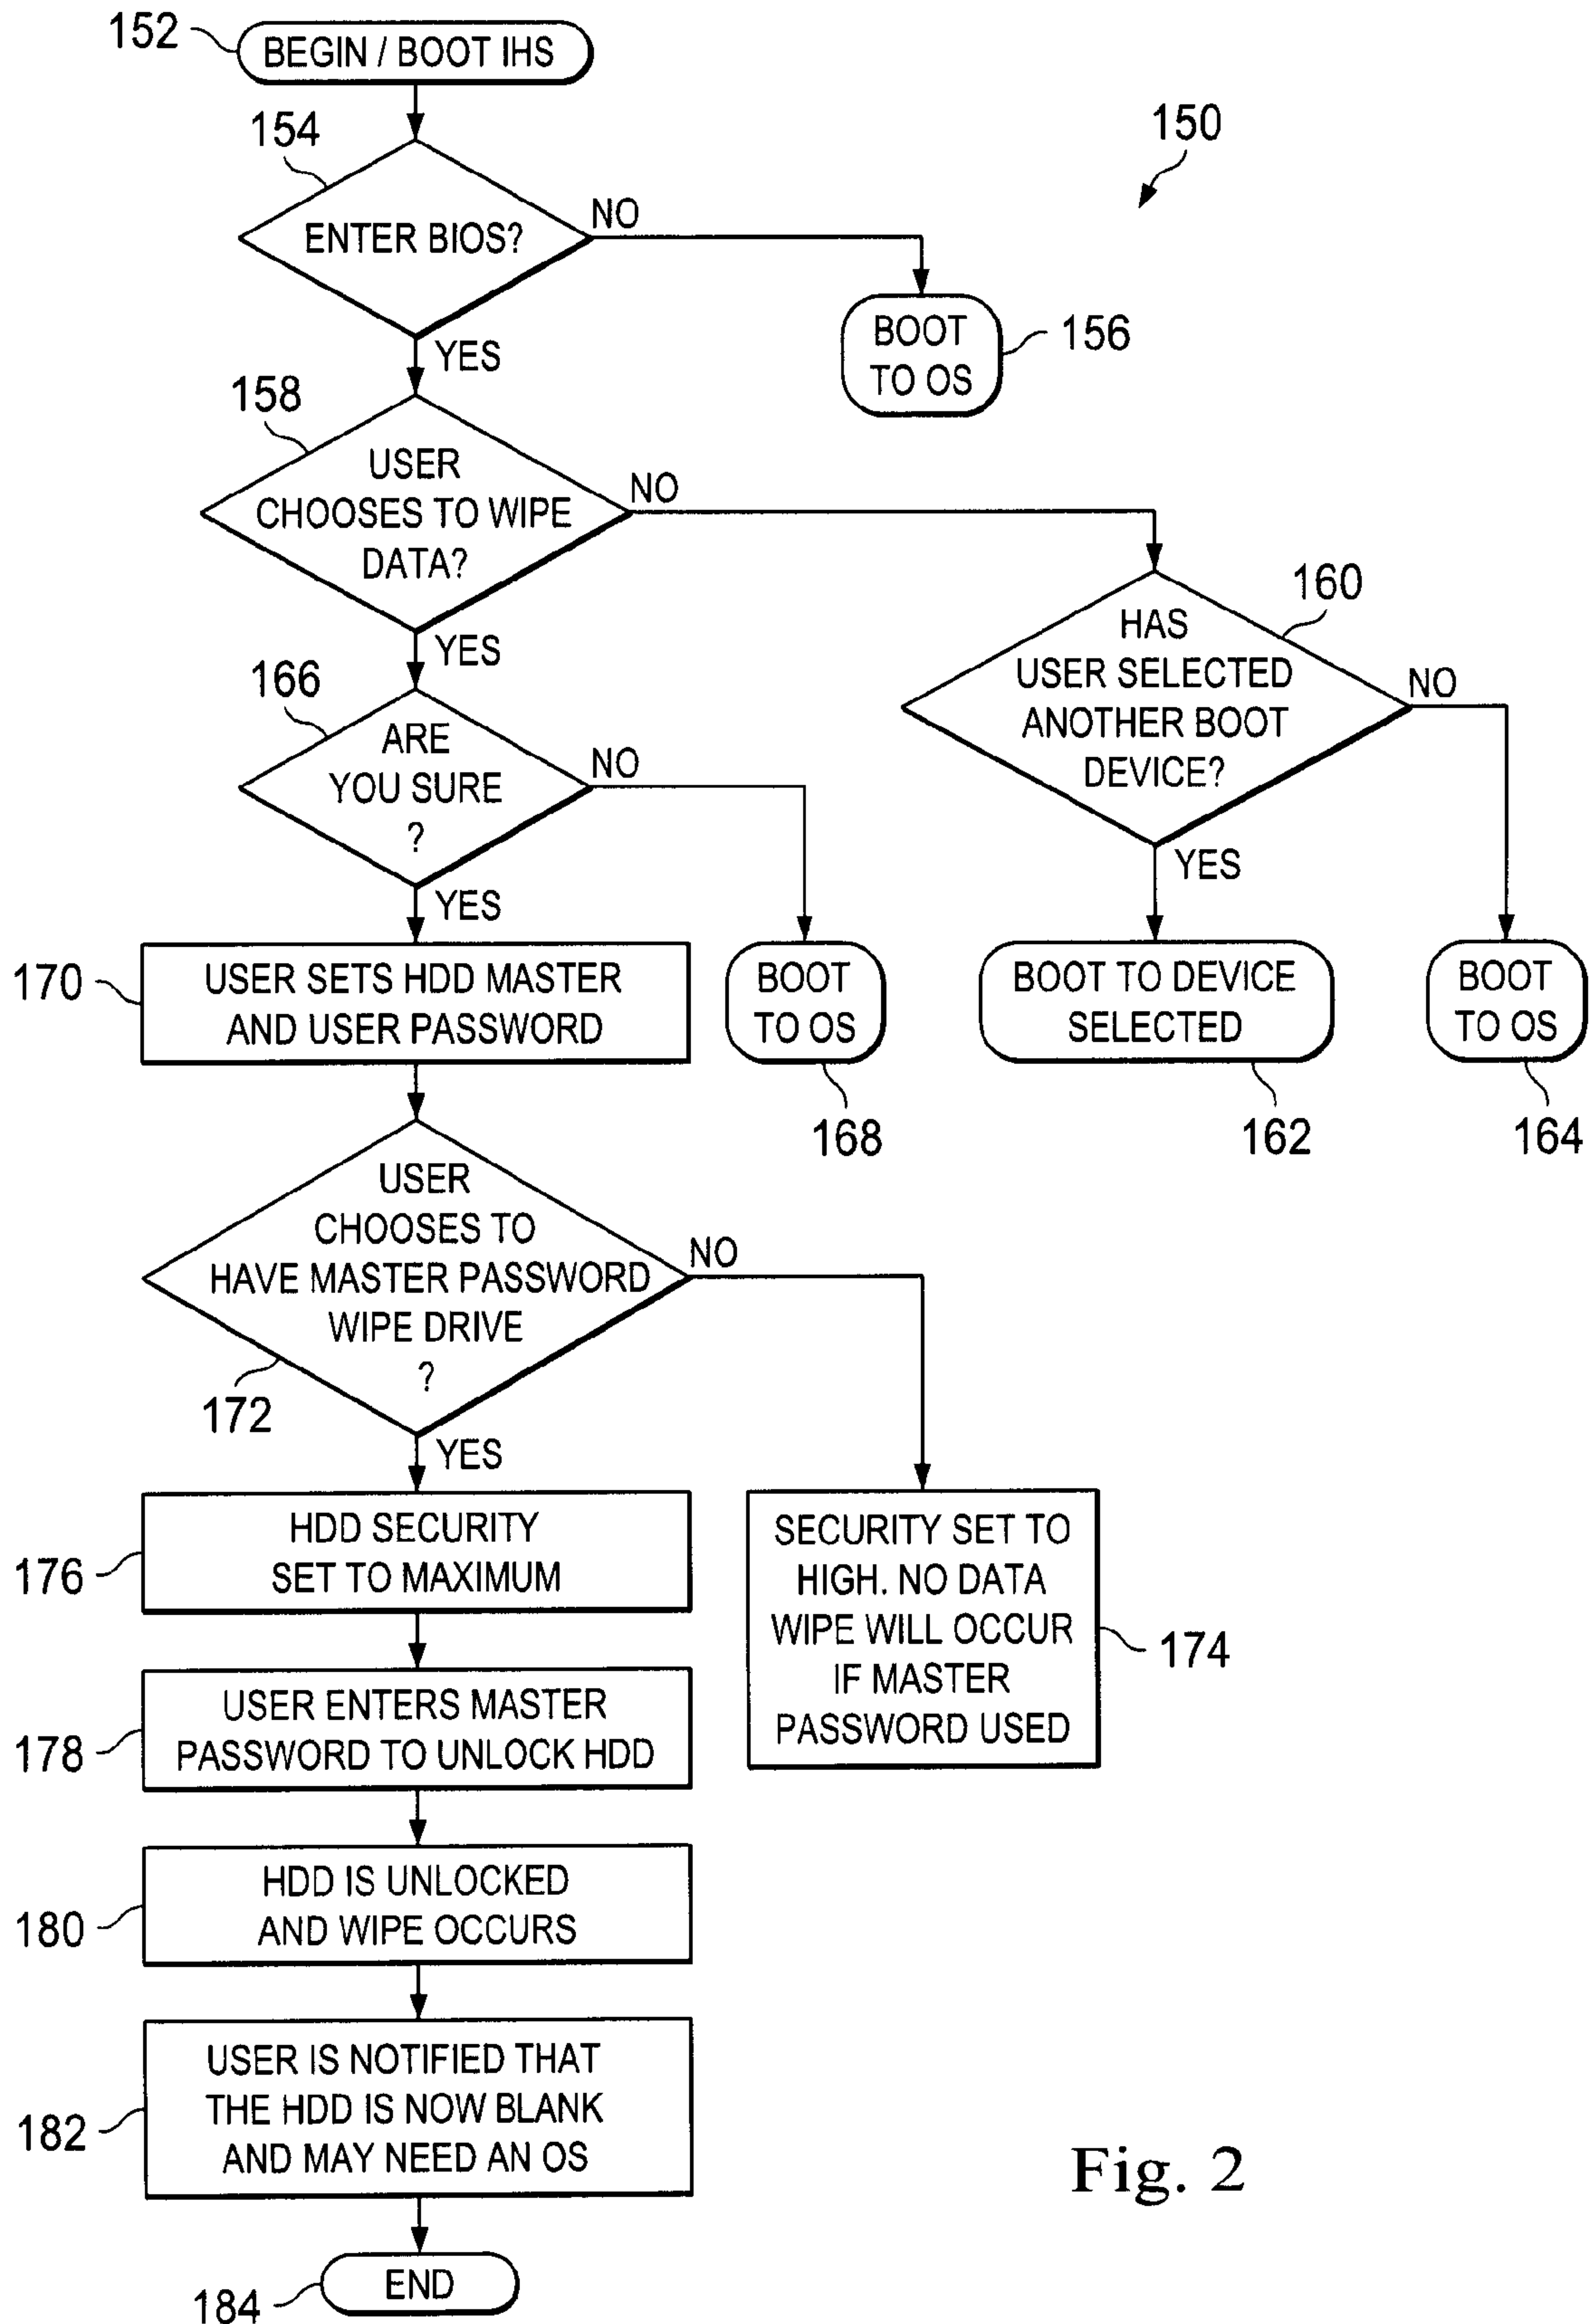 152
BEGIN / BOOT IHS
150
154
ENTER BIOS?
NO
BOOT
TO OS
156
YES
158
USER
CHOOSES TO WIPE
DATA?
NO
160
HAS
USER SELECTED
ANOTHER BOOT
DEVICE?
NO
YES
166
ARE
YOU SURE
?
NO
YES
YES
170
USER SETS HDD MASTER
AND USER PASSWORD
BOOT
TO OS
168
BOOT TO DEVICE
SELECTED
162
BOOT
TO OS
164
USER
CHOOSES TO
HAVE MASTER PASSWORD
WIPE DRIVE
?
172
NO
YES
176
HDD SECURITY
SET TO MAXIMUM
SECURITY SET TO
HIGH. NO DATA
WIPE WILL OCCUR
IF MASTER
PASSWORD USED
174
178
USER ENTERS MASTER
PASSWORD TO UNLOCK HDD
180
HDD IS UNLOCKED
AND WIPE OCCURS
182
USER IS NOTIFIED THAT
THE HDD IS NOW BLANK
AND MAY NEED AN OS
Fig. 2
184
END